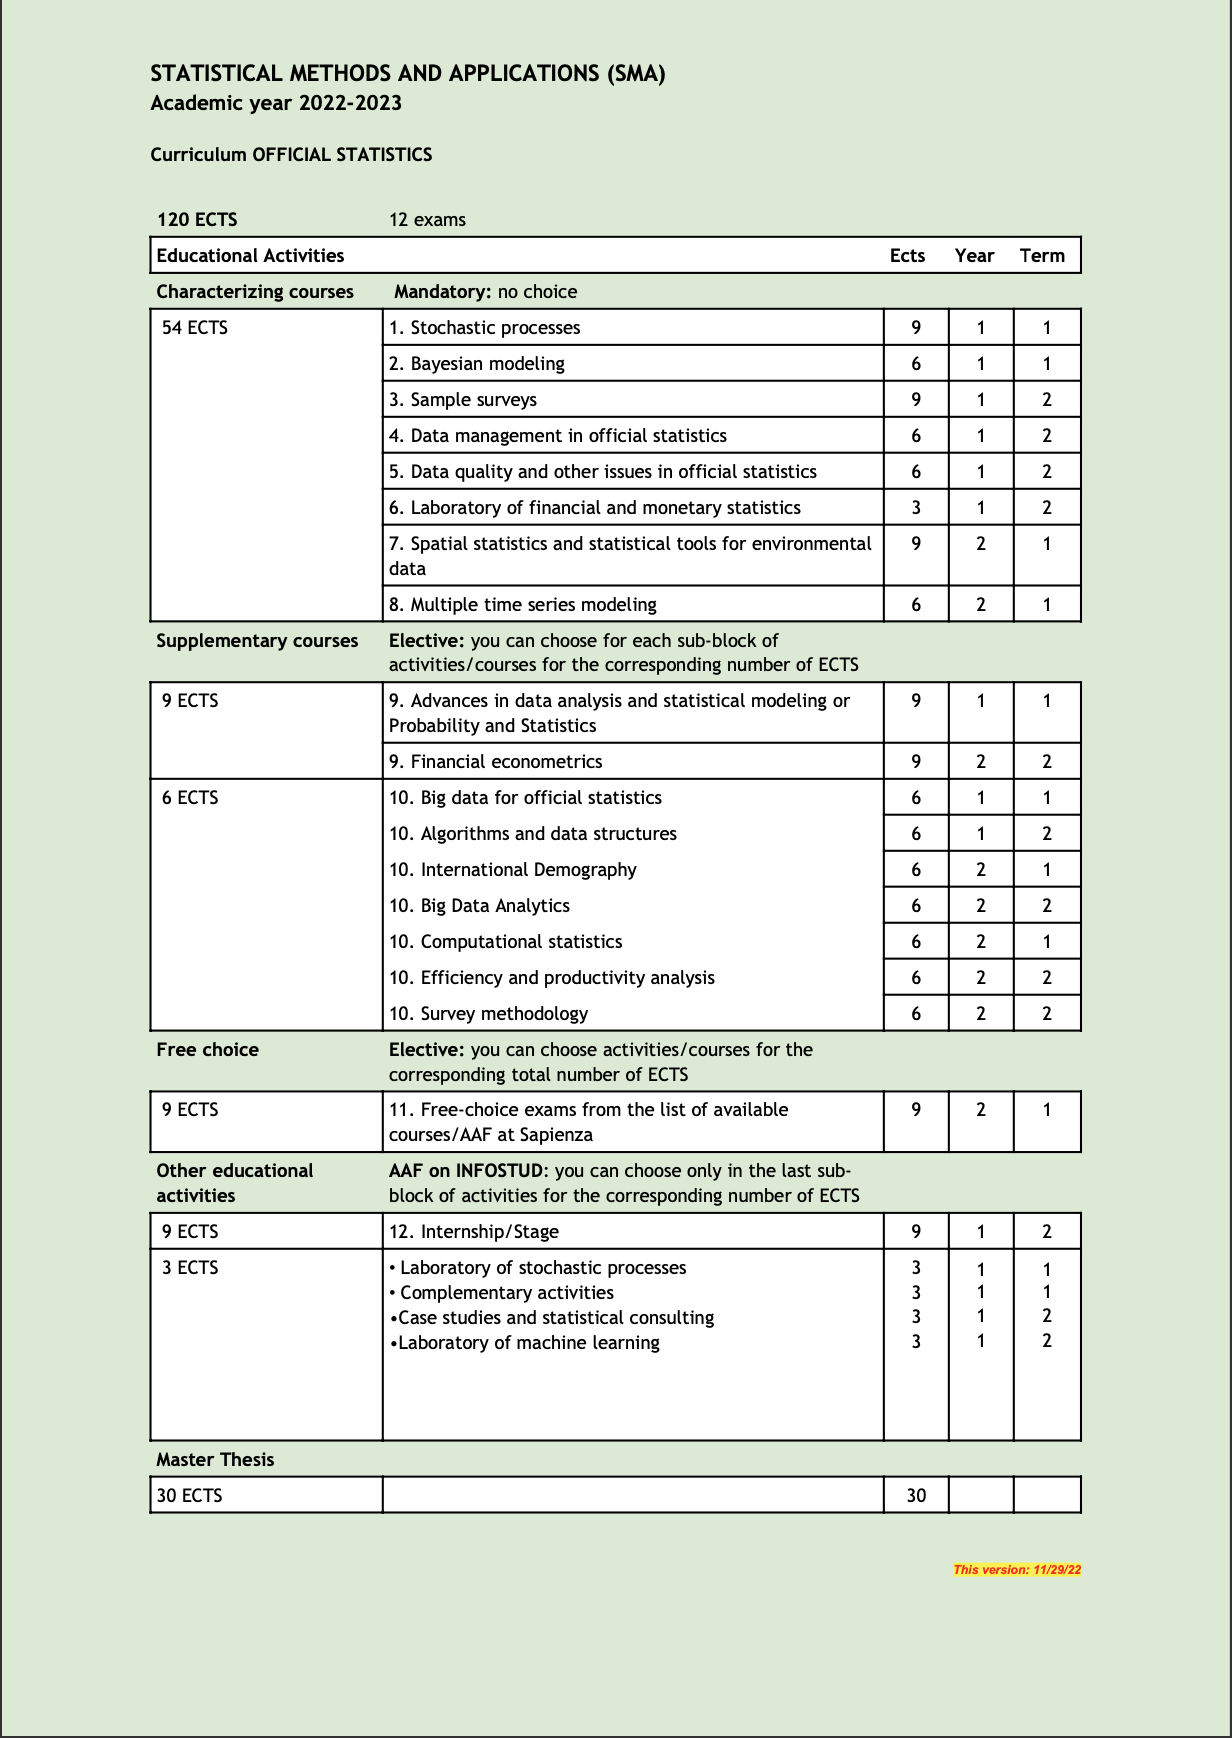 STATISTICAL METHODS AND APPLICATIONS (SMA)
Academic year 2022-2023
Curriculum OFFICIAL STATISTICS
120 ECTS 12 exams
Educational Activities Ects Year Term
Characterizing courses Mandatory: no choice
54 ECTS 1. Stochastic processes 9 1 1
2. Bayesian modeling 6 1 1
3. Sample surveys 9 1 2
4. Data management in official statistics 6 1 2
5. Data quality and other issues in official statistics 6 1 2
6. Laboratory of financial and monetary statistics 3 1 2
7. Spatial statistics and statistical tools for environmental 9 2 1
data
8. Multiple time series modeling 6 2 1
Supplementary courses Elective: you can choose for each sub-block of
activities/courses for the corresponding number of ECTS
9 ECTS 9. Advances in data analysis and statistical modeling or 9 1 1
Probability and Statistics
9. Financial econometrics 9 2 2
6 ECTS 10. Big data for official statistics 6 1 1
10. Algorithms and data structures 6 1 2
10. International Demography 6 2 1
10. Big Data Analytics 6 2 2
10. Computational statistics 6 2 1
10. Efficiency and productivity analysis 6 2 2
10. Survey methodology 6 2 2
Free choice Elective: you can choose activities/courses for the
corresponding total number of ECTS
9 ECTS 11. Free-choice exams from the list of available 9 2 1
courses/AAF at Sapienza
Other educational AAF on INFOSTUD: you can choose only in the last sub-
activities block of activities for the corresponding number of ECTS
9 ECTS 12. Internship/Stage 9 1 2
3 ECTS • Laboratory of stochastic processes 3 1 1
• Complementary activities 3 1 1
•Case studies and statistical consulting 3 1 2
•Laboratory of machine learning 3 1 2
Master Thesis
30 ECTS 30
This version: 11/29/22